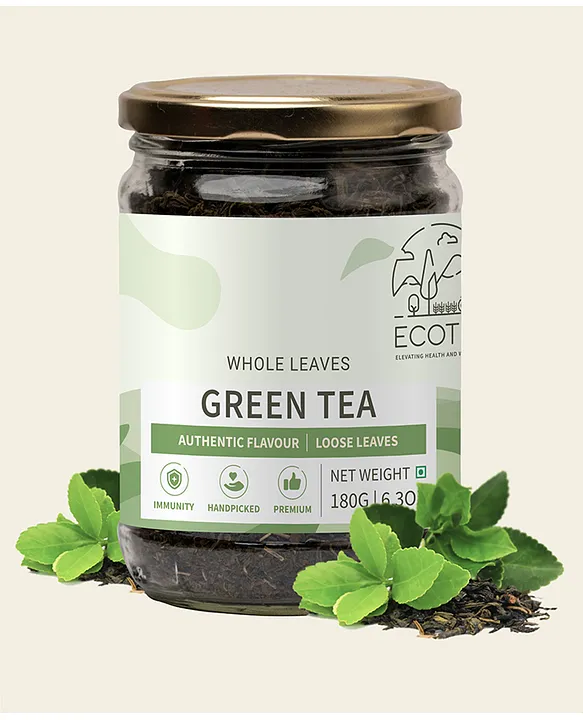 ECOT
ELEVATING HEALTH AND
WHOLE LEAVES
GREEN TEA
AUTHENTIC FLAVOUR | LOOSE LEAVES
IMMUNITY
HANDPICKED
PREMIUM
NET WEIGHT
180G | 6.3O